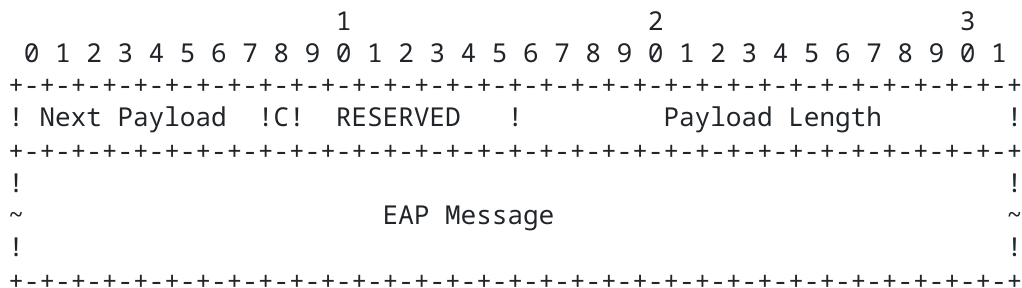 1                   2                   3
 0 1 2 3 4 5 6 7 8 9 0 1 2 3 4 5 6 7 8 9 0 1 2 3 4 5 6 7 8 9 0 1
+-+-+-+-+-+-+-+-+-+-+-+-+-+-+-+-+-+-+-+-+-+-+-+-+-+-+-+-+-+-+-+-+
! Next Payload  !C!  RESERVED   !         Payload Length        !
+-+-+-+-+-+-+-+-+-+-+-+-+-+-+-+-+-+-+-+-+-+-+-+-+-+-+-+-+-+-+-+-+
!                                                               !
~                       EAP Message                             ~
!                                                               !
+-+-+-+-+-+-+-+-+-+-+-+-+-+-+-+-+-+-+-+-+-+-+-+-+-+-+-+-+-+-+-+-+